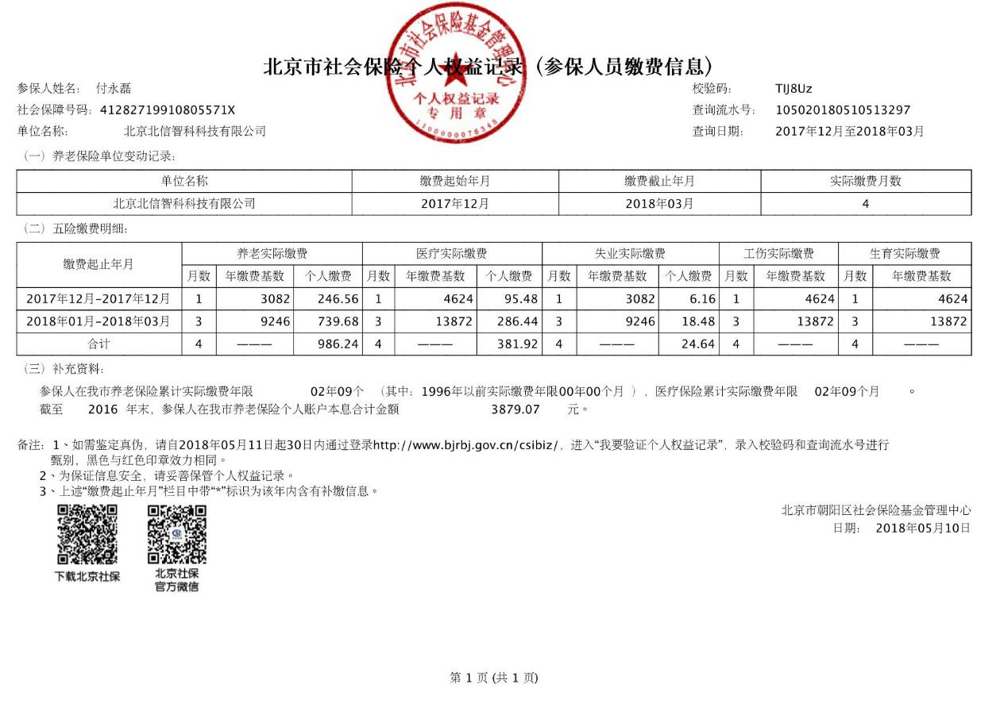 北京市社会保险基金管理中心
个人权益记录
专用章
北京市社会保险个人权益记录（参保人员缴费信息）
参保人姓名： 付永磊 校验码： TIJ8Uz
社会保障号码：41282719910805571X 查询流水号： 105020180510513297
单位名称： 北京北信智科科技有限公司 查询日期： 2017年12月至2018年03月
（一）养老保险单位变动记录：
单位名称 缴费起始年月 缴费截止年月 实际缴费月数
北京北信智科科技有限公司 2017年12月 2018年03月 4
（二）五险缴费明细：
缴费起止年月 养老实际缴费 医疗实际缴费 失业实际缴费 工伤实际缴费 生育实际缴费
月数 年缴费基数 个人缴费 月数 年缴费基数 个人缴费 月数 年缴费基数 个人缴费 月数 年缴费基数 月数 年缴费基数
2017年12月-2017年12月 1 3082 246.56 1 4624 95.48 1 3082 6.16 1 4624 1 4624
2018年01月-2018年03月 3 9246 739.68 3 13872 286.44 3 9246 18.48 3 13872 3 13872
合计 4 ——— 986.24 4 ——— 381.92 4 ——— 24.64 4 ——— 4 ———
（三）补充资料：
参保人在我市养老保险累计实际缴费年限 02年09个 （其中：1996年以前实际缴费年限00年00个月 ），医疗保险累计实际缴费年限 02年09个月 。
截至 2016 年末，参保人在我市养老保险个人账户本息合计金额 3879.07 元。
备注：1、如需鉴定真伪，请自2018年05月11日起30日内通过登录http://www.bjrbj.gov.cn/csibiz/，进入“我要验证个人权益记录”，录入校验码和查询流水号进行
甄别，黑色与红色印章效力相同。
2、为保证信息安全，请妥善保管个人权益记录。
3、上述“缴费起止年月”栏目中带“*”标识为该年内含有补缴信息。
北京市朝阳区社会保险基金管理中心
日期： 2018年05月10日
下载北京社保
北京社保
官方微信
第 1 页 (共 1 页)